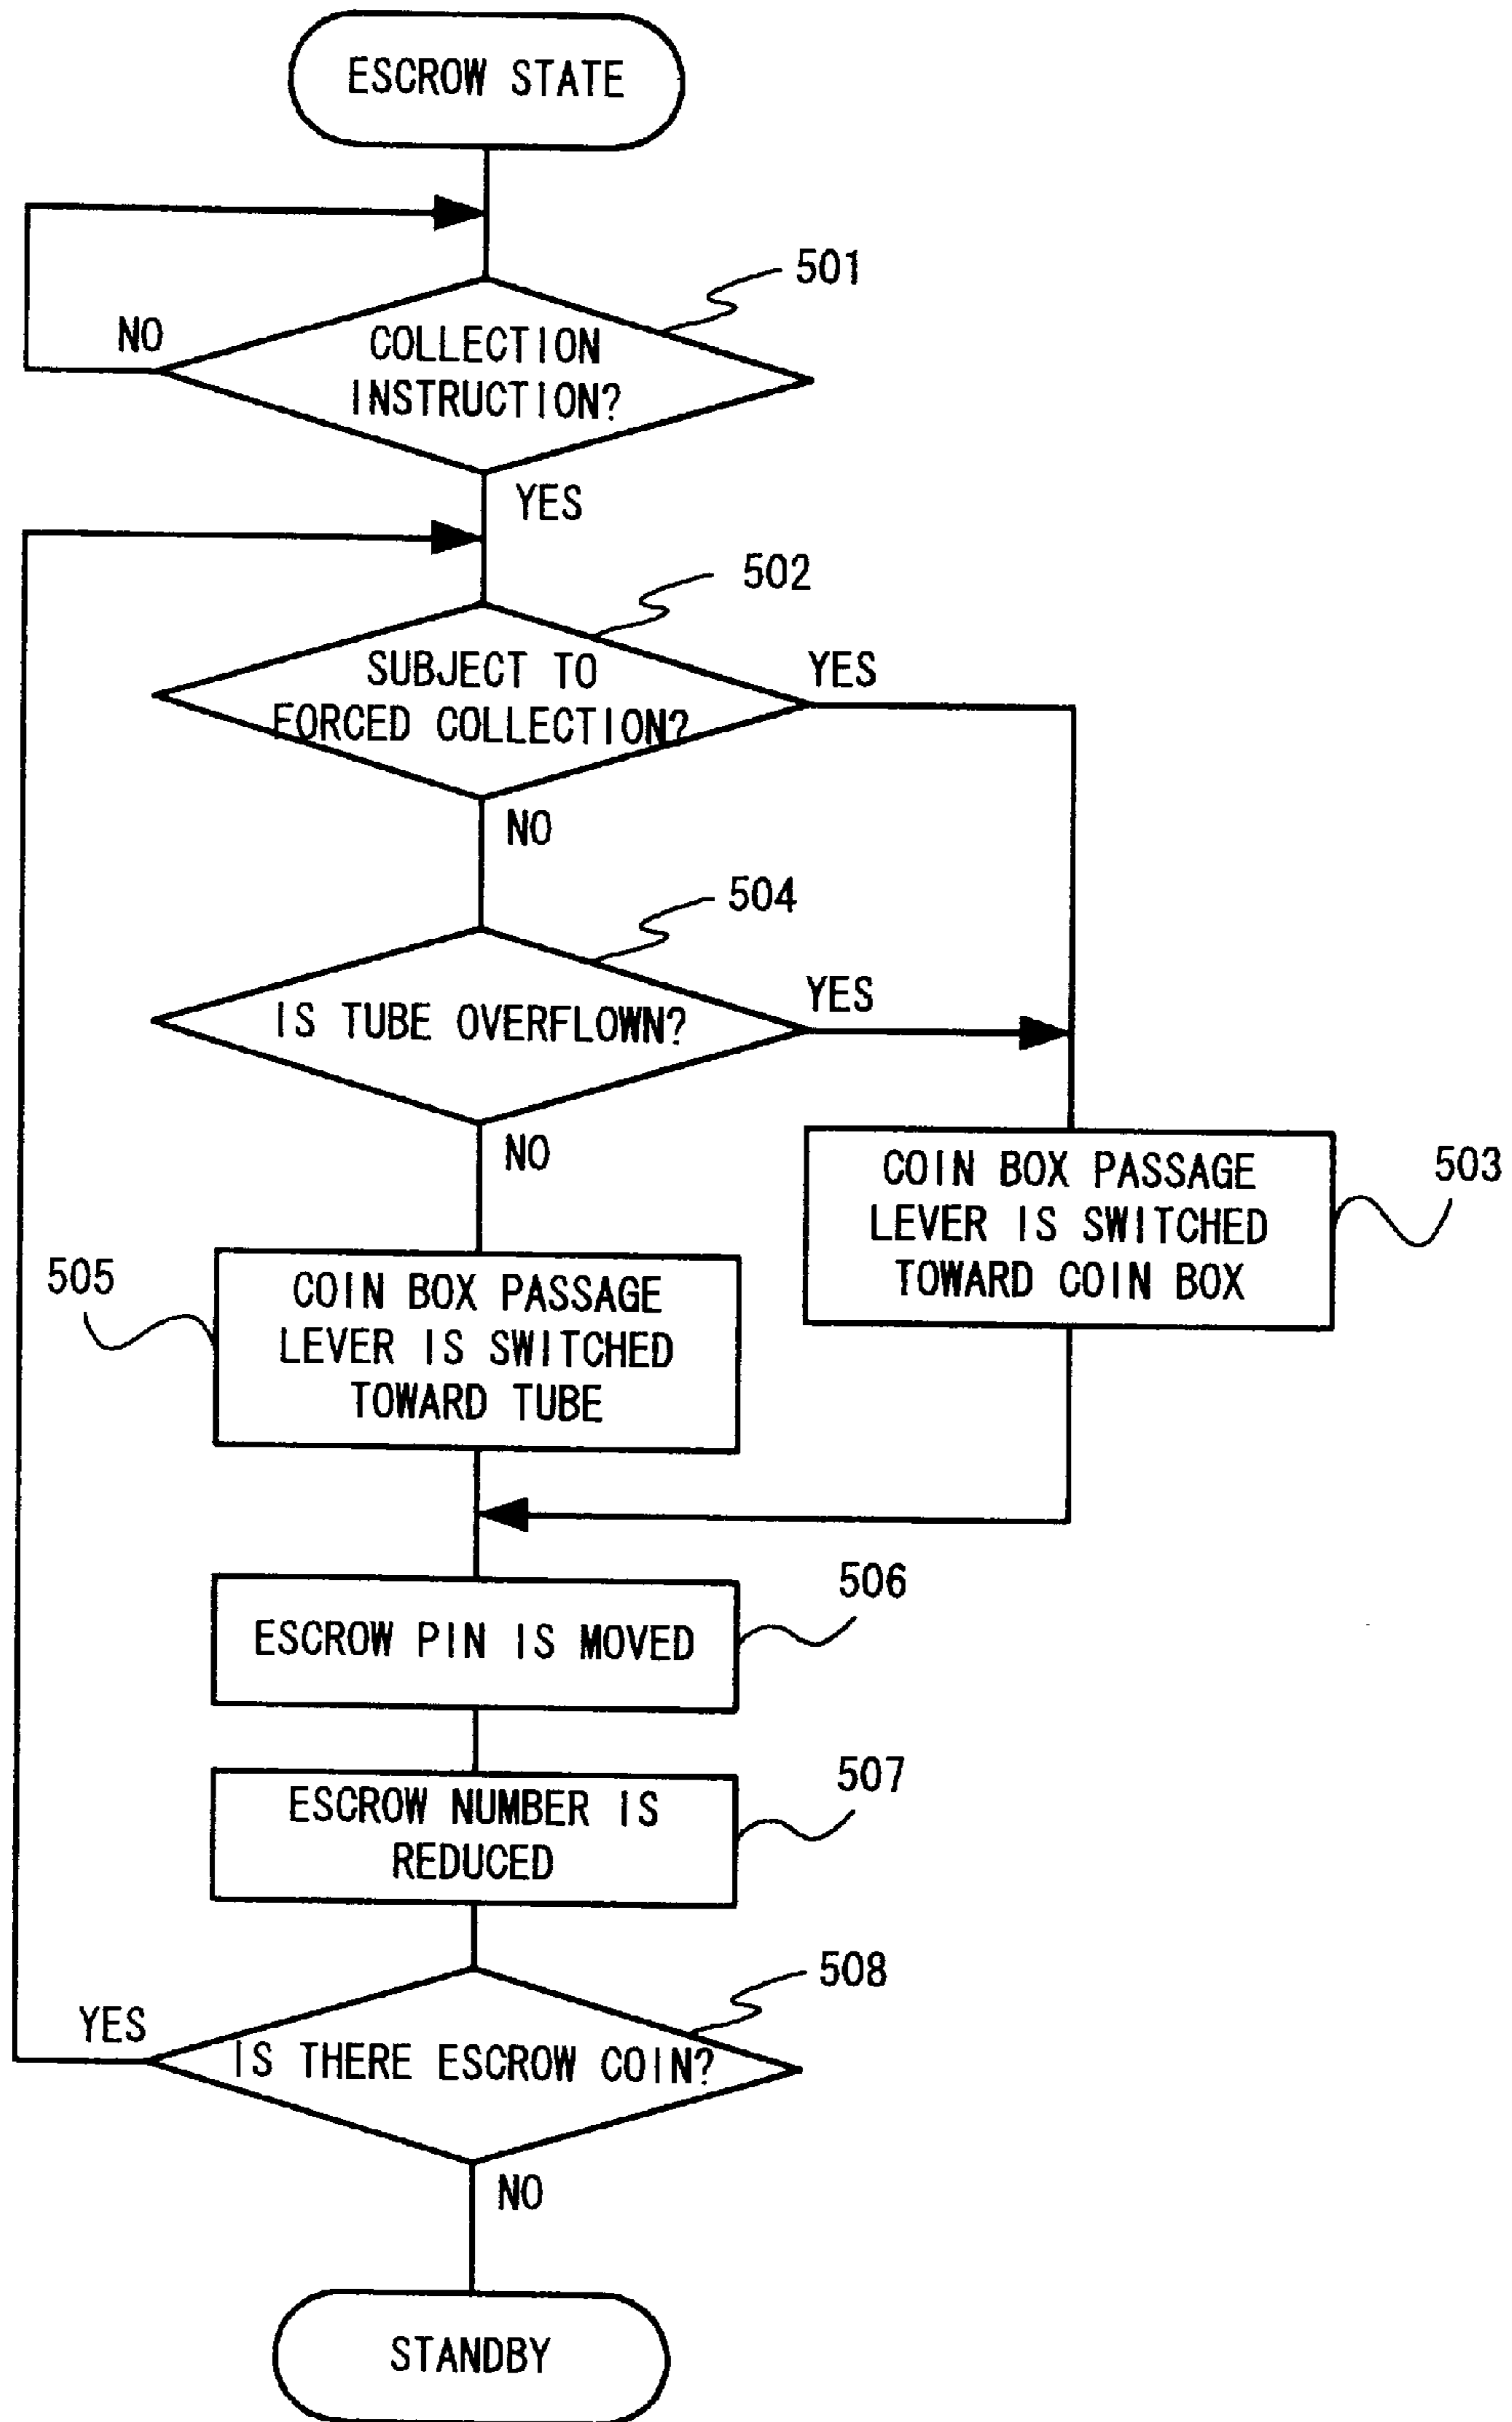 ESCROW STATE
501
NO
COLLECTION
INSTRUCTION?
YES
502
SUBJECT TO
FORCED COLLECTION?
YES
NO
504
IS TUBE OVERFLOWN?
YES
NO
COIN BOX PASSAGE
LEVER IS SWITCHED
TOWARD COIN BOX
503
505
COIN BOX PASSAGE
LEVER IS SWITCHED
TOWARD TUBE
506
ESCROW PIN IS MOVED
507
ESCROW NUMBER IS
REDUCED
508
YES
IS THERE ESCROW COIN?
NO
STANDBY